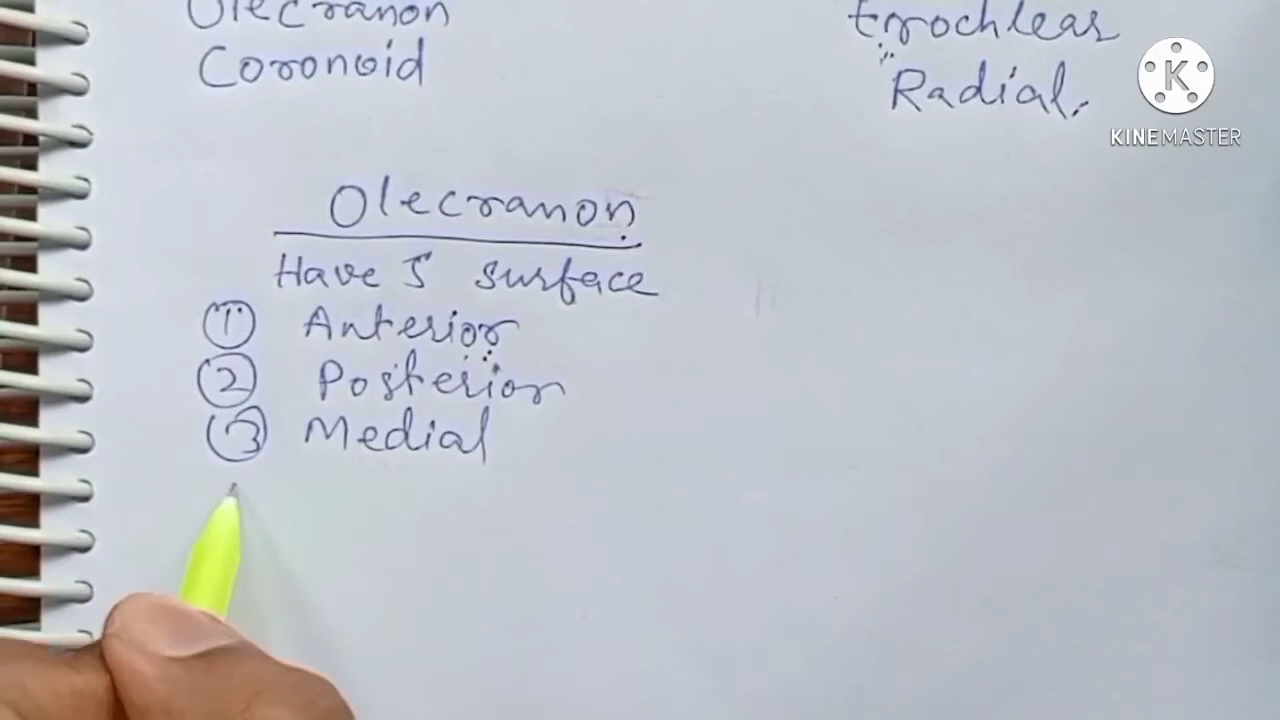 Olecranon
Coronoid
trochlear
Radial.
K
KINEMASTER
Olecranon
Have 5 surface
1 Anterior
2 Posterior
3 Medial